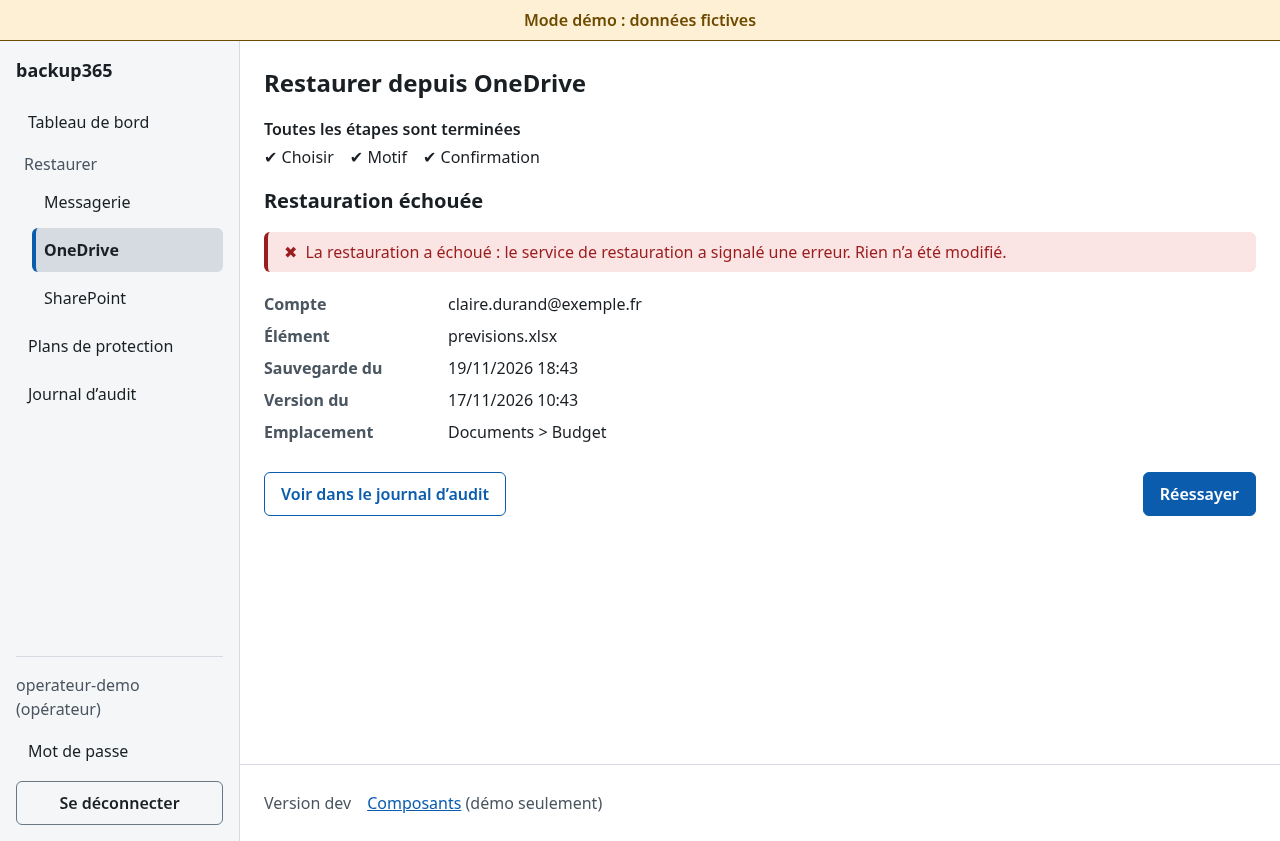 Mode démo : données fictives
backup365
Tableau de bord
Restaurer
Messagerie
OneDrive
SharePoint
Plans de protection
Journal d’audit
operateur-demo
(opérateur)
Mot de passe
Se déconnecter
Restaurer depuis OneDrive
Toutes les étapes sont terminées
✔ Choisir ✔ Motif ✔ Confirmation
Restauration échouée
✖ La restauration a échoué : le service de restauration a signalé une erreur. Rien n’a été modifié.
Compte claire.durand@exemple.fr
Élément previsions.xlsx
Sauvegarde du 19/11/2026 18:43
Version du 17/11/2026 10:43
Emplacement Documents > Budget
Voir dans le journal d’audit Réessayer
Version dev Composants (démo seulement)